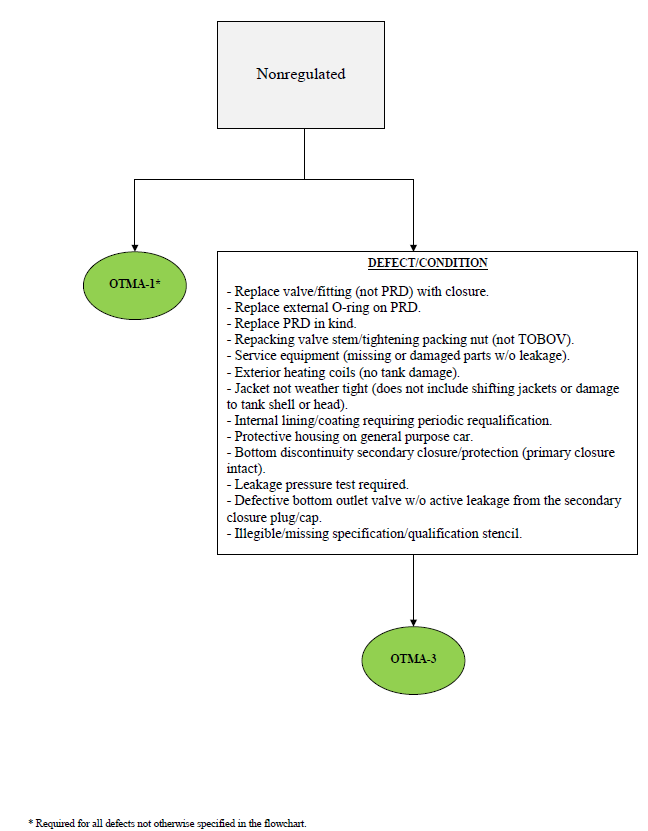 Nonregulated
OTMA-1*
DEFECT/CONDITION
- Replace valve/fitting (not PRD) with closure.
- Replace external O-ring on PRD.
- Replace PRD in kind.
- Repacking valve stem/tightening packing nut (not TOBOV).
- Service equipment (missing or damaged parts w/o leakage).
- Exterior heating coils (no tank damage).
- Jacket not weather tight (does not include shifting jackets or damage
to tank shell or head).
- Internal lining/coating requiring periodic requalification.
- Protective housing on general purpose car.
- Bottom discontinuity secondary closure/protection (primary closure
intact).
- Leakage pressure test required.
- Defective bottom outlet valve w/o active leakage from the secondary
closure plug/cap.
- Illegible/missing specification/qualification stencil.
OTMA-3
* Required for all defects not otherwise specified in the flowchart.